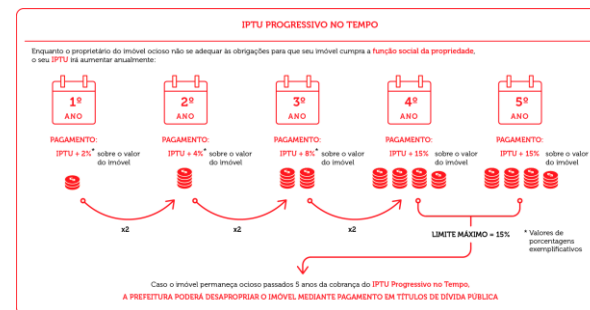 IPTU PROGRESSIVO NO TEMPO
Enquanto o proprietário do imóvel ocioso não se adequar às obrigações para que seu imóvel cumpra a função social da propriedade,
o seu IPTU irá aumentar anualmente:
1º
ANO
2º
ANO
3º
ANO
4º
ANO
5º
ANO
PAGAMENTO:
IPTU + 2%* sobre o valor
do imóvel
PAGAMENTO:
IPTU + 4%* sobre o valor
do imóvel
PAGAMENTO:
IPTU + 8%* sobre o valor
do imóvel
PAGAMENTO:
IPTU + 15% sobre o valor
do imóvel
PAGAMENTO:
IPTU + 15% sobre o valor
do imóvel
x2
x2
x2
LIMITE MÁXIMO = 15%
* Valores de
porcentagens
exemplificativos
Caso o imóvel permaneça ocioso passados 5 anos da cobrança do IPTU Progressivo no Tempo,
A PREFEITURA PODERÁ DESAPROPRIAR O IMÓVEL MEDIANTE PAGAMENTO EM TÍTULOS DE DÍVIDA PÚBLICA